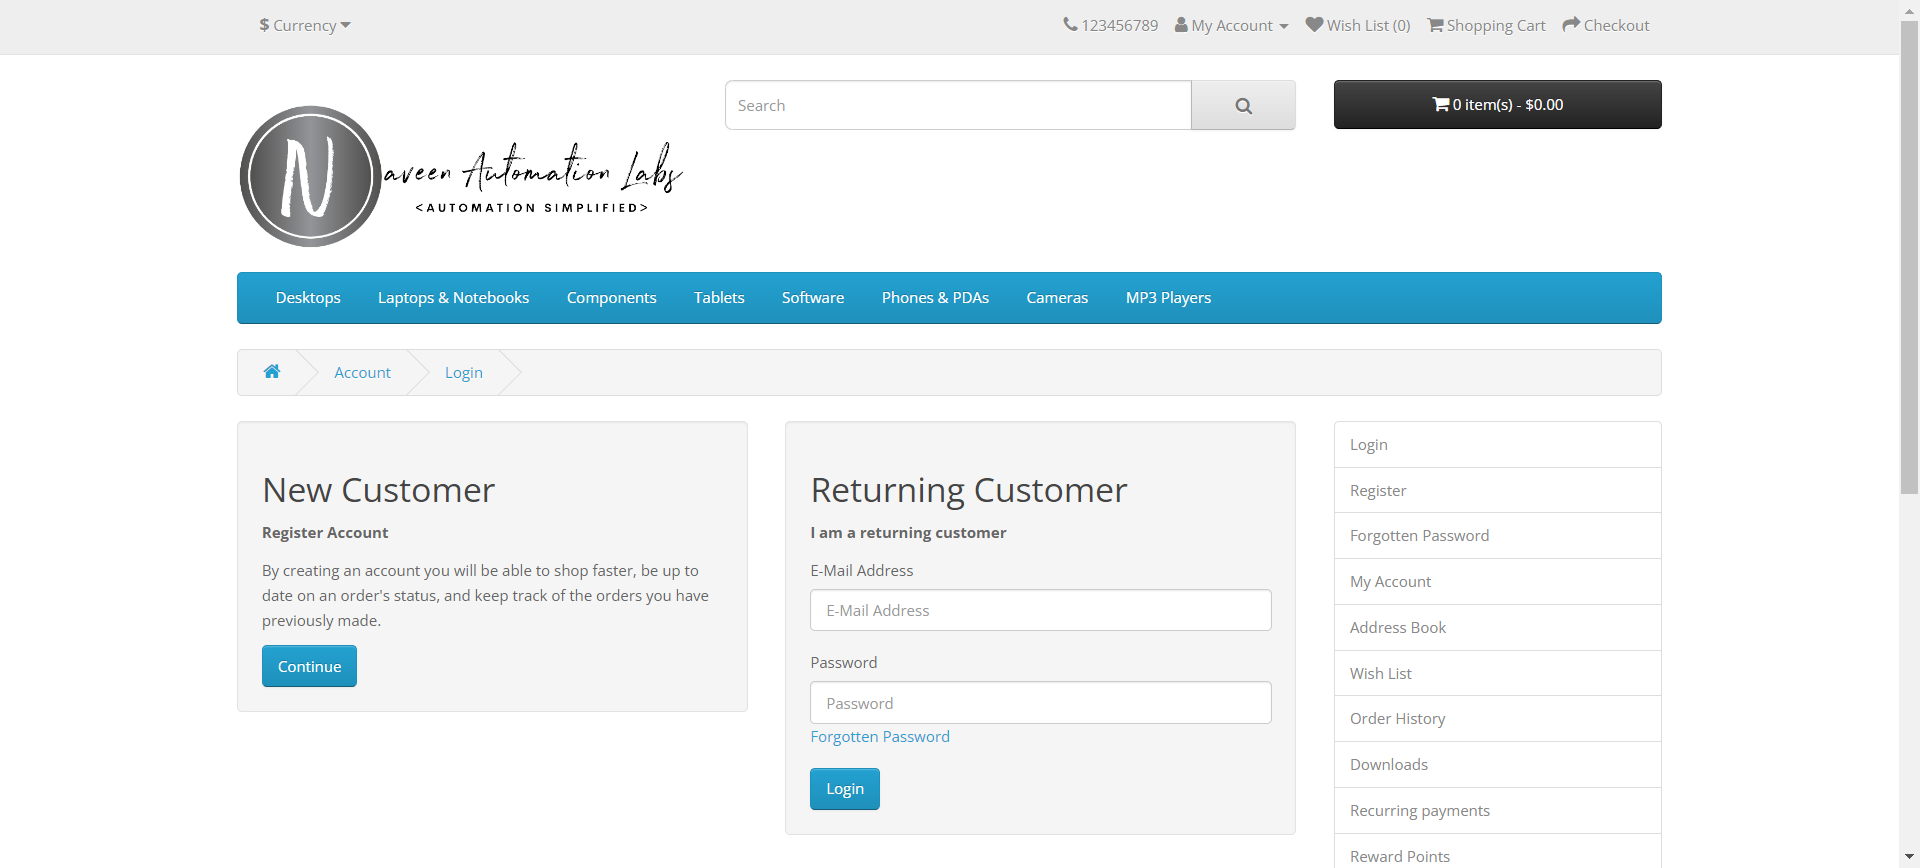 $ Currency
123456789 My Account Wish List (0) Shopping Cart Checkout
Search
0 item(s) - $0.00
N
aveen Automation Labs
<AUTOMATION SIMPLIFIED>
Desktops Laptops & Notebooks Components Tablets Software Phones & PDAs Cameras MP3 Players
Account Login
New Customer
Register Account
By creating an account you will be able to shop faster, be up to
date on an order's status, and keep track of the orders you have
previously made.
Continue
Returning Customer
I am a returning customer
E-Mail Address
E-Mail Address
Password
Password
Forgotten Password
Login
Login
Register
Forgotten Password
My Account
Address Book
Wish List
Order History
Downloads
Recurring payments
Reward Points